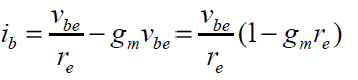 i_b = v_be / r_e − g_m v_be = v_be / r_e (1 − g_m r_e)